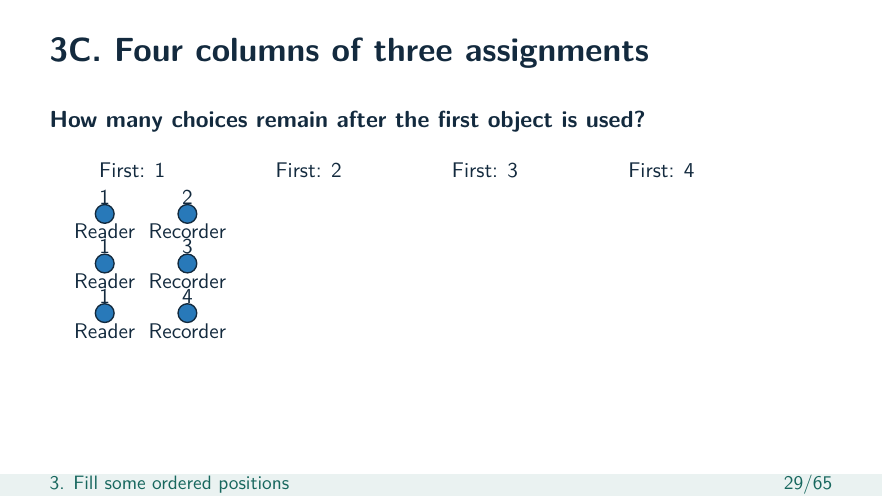 3C. Four columns of three assignments
How many choices remain after the first object is used?
First: 1 First: 2 First: 3 First: 4
1 2
Reader Recorder
1 3
Reader Recorder
1 4
Reader Recorder
3. Fill some ordered positions 29/65